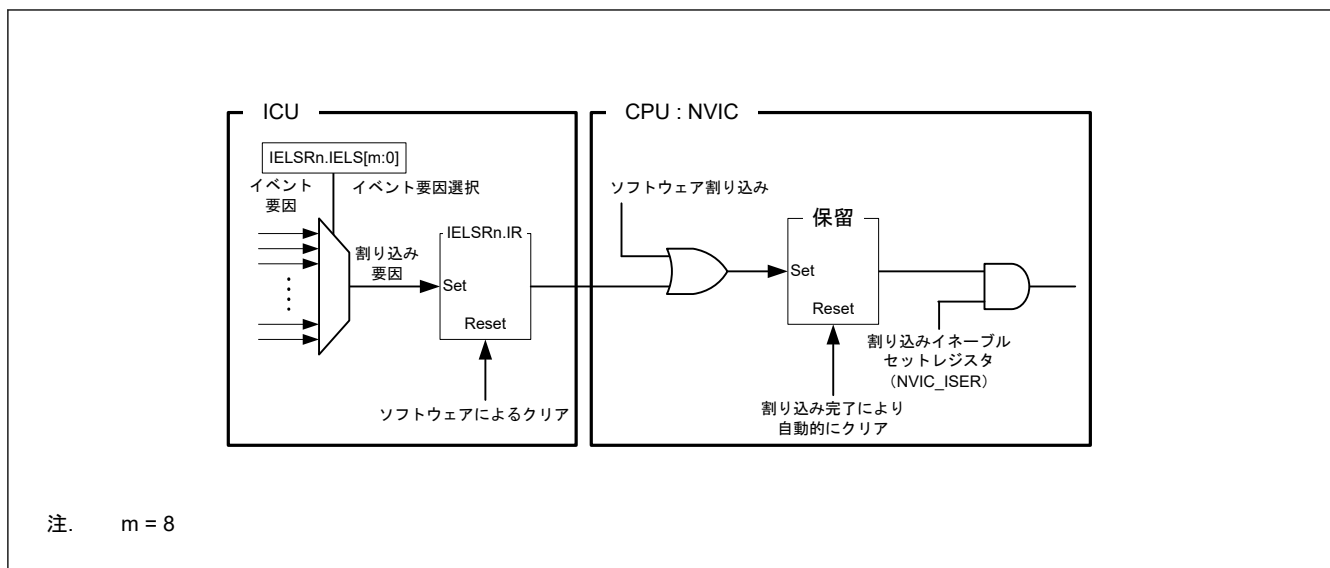 ICU
CPU : NVIC
IELSRn.IELS[m:0]
イベント
要因
イベント要因選択
割り込み
要因
IELSRn.IR
Set
Reset
ソフトウェアによるクリア
ソフトウェア割り込み
保留
Set
Reset
割り込み完了により
自動的にクリア
割り込みイネーブル
セットレジスタ
（NVIC_ISER）
注. m = 8